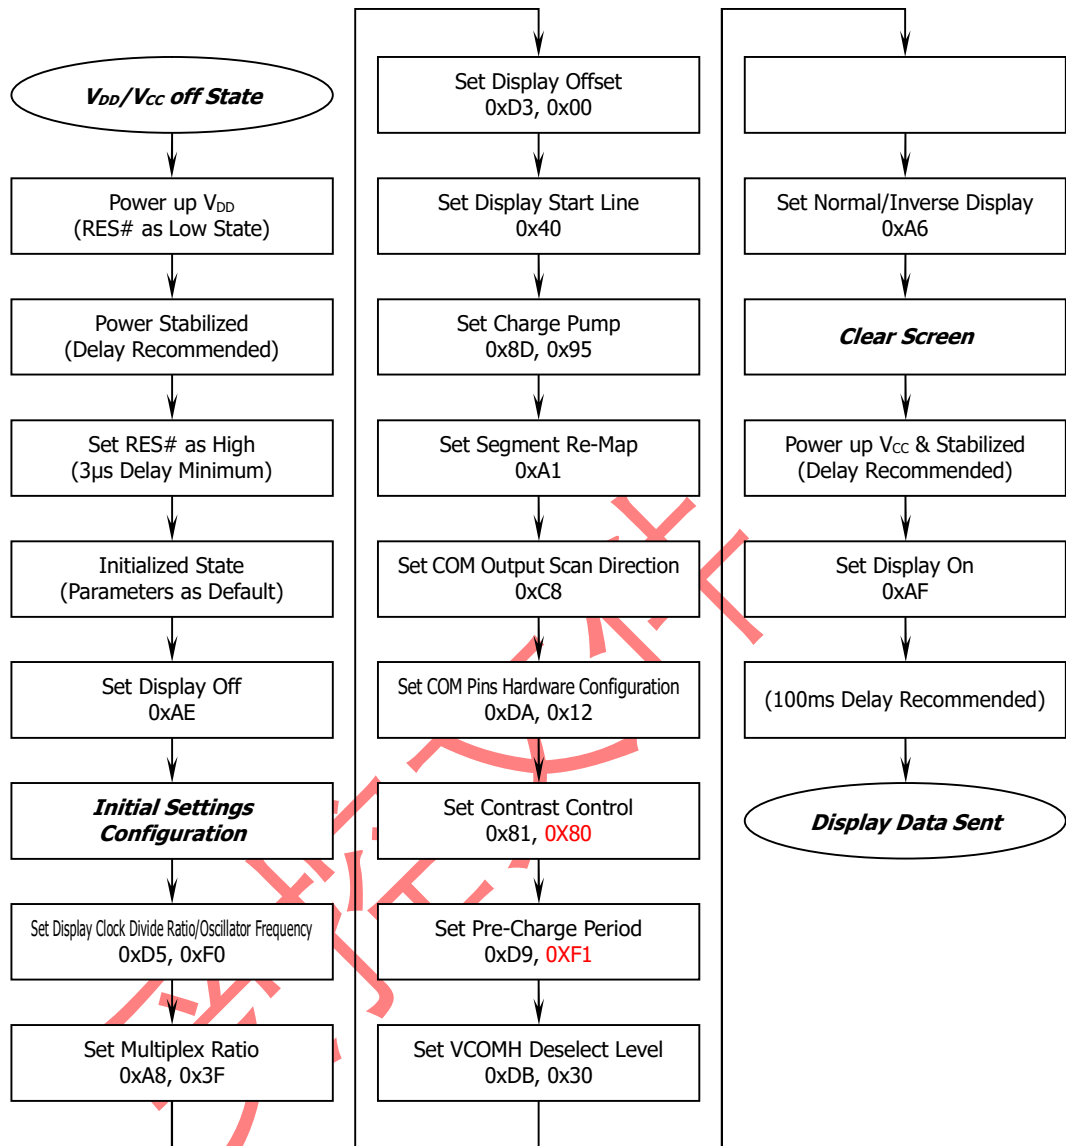 V_DD/V_CC off State
Power up V_DD
(RES# as Low State)
Power Stabilized
(Delay Recommended)
Set RES# as High
(3μs Delay Minimum)
Initialized State
(Parameters as Default)
Set Display Off
0xAE
Initial Settings
Configuration
Set Display Clock Divide Ratio/Oscillator Frequency
0xD5, 0xF0
Set Multiplex Ratio
0xA8, 0x3F
Set Display Offset
0xD3, 0x00
Set Display Start Line
0x40
Set Charge Pump
0x8D, 0x95
Set Segment Re-Map
0xA1
Set COM Output Scan Direction
0xC8
Set COM Pins Hardware Configuration
0xDA, 0x12
Set Contrast Control
0x81, 0X80
Set Pre-Charge Period
0xD9, 0XF1
Set VCOMH Deselect Level
0xDB, 0x30
Set Normal/Inverse Display
0xA6
Clear Screen
Power up V_CC & Stabilized
(Delay Recommended)
Set Display On
0xAF
(100ms Delay Recommended)
Display Data Sent